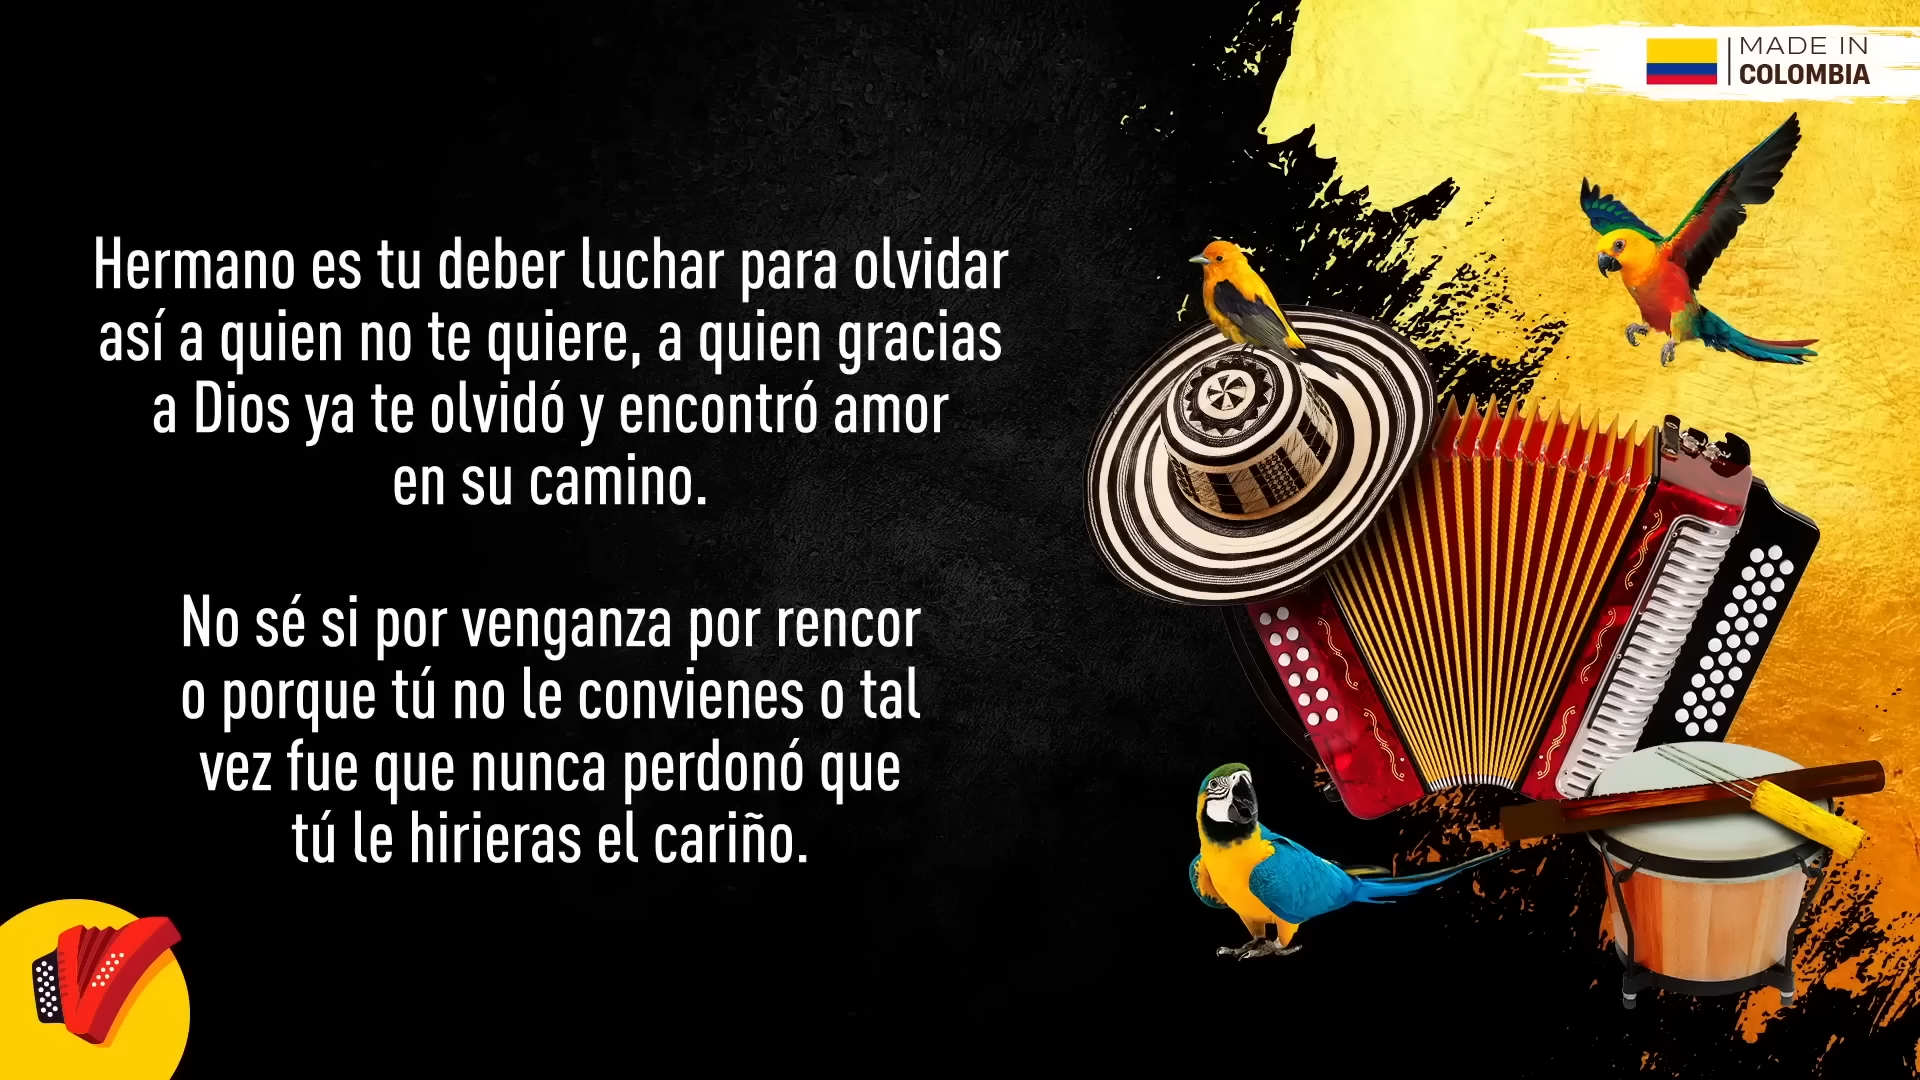 MADE IN
COLOMBIA
Hermano es tu deber luchar para olvidar
así a quien no te quiere, a quien gracias
a Dios ya te olvidó y encontró amor
en su camino.
No sé si por venganza por rencor
o porque tú no le convienes o tal
vez fue que nunca perdonó que
tú le hirieras el cariño.